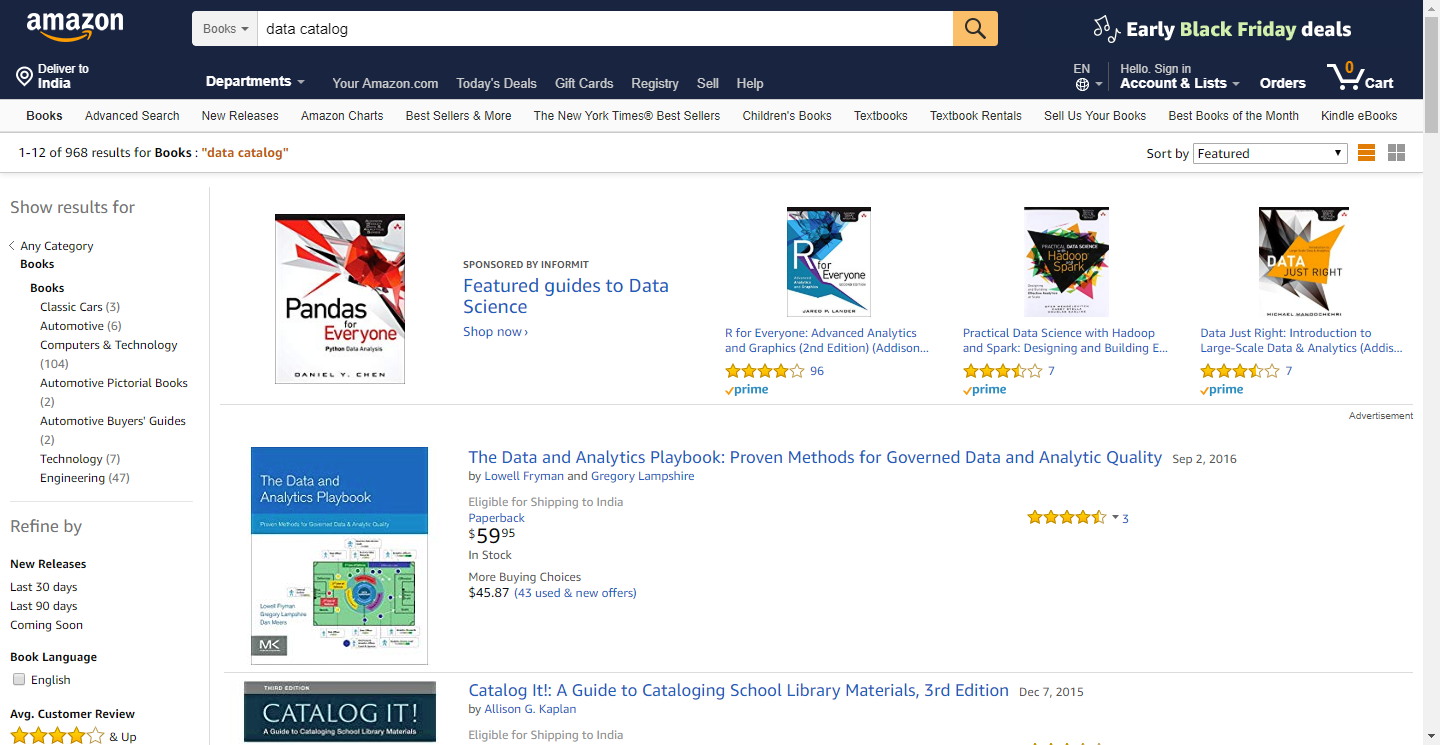 amazon
Books
data catalog
Early Black Friday deals
Deliver to
India
Departments
Your Amazon.com
Today's Deals
Gift Cards
Registry
Sell
Help
EN
Hello. Sign in
Account & Lists
Orders
0
Cart
Books
Advanced Search
New Releases
Amazon Charts
Best Sellers & More
The New York Times® Best Sellers
Children's Books
Textbooks
Textbook Rentals
Sell Us Your Books
Best Books of the Month
Kindle eBooks
1-12 of 968 results for Books : "data catalog"
Sort by
Featured
Show results for
Any Category
Books
Books
Classic Cars (3)
Automotive (6)
Computers & Technology
(104)
Automotive Pictorial Books
(2)
Automotive Buyers' Guides
(2)
Technology (7)
Engineering (47)
Refine by
New Releases
Last 30 days
Last 90 days
Coming Soon
Book Language
English
Avg. Customer Review
& Up
Pandas
for
Everyone
Python Data Analysis
DANIEL Y. CHEN
SPONSORED BY INFORMIT
Featured guides to Data
Science
Shop now ›
R
for
Everyone
JARED P. LANDER
R for Everyone: Advanced Analytics
and Graphics (2nd Edition) (Addison...
96
prime
PRACTICAL DATA SCIENCE
Hadoop
Spark
Practical Data Science with Hadoop
and Spark: Designing and Building E...
7
prime
DATA
JUST RIGHT
MICHAEL MANOOCHEHRI
Data Just Right: Introduction to
Large-Scale Data & Analytics (Addis...
7
prime
Advertisement
The Data and
Analytics Playbook
Proven Methods for Governed Data & Analytic Quality
Lowell Fryman
Gregory Lampshire
Dan Meers
MK
The Data and Analytics Playbook: Proven Methods for Governed Data and Analytic Quality Sep 2, 2016
by Lowell Fryman and Gregory Lampshire
Eligible for Shipping to India
Paperback
$59 95
In Stock
More Buying Choices
$45.87 (43 used & new offers)
3
THIRD EDITION
CATALOG IT!
A Guide to Cataloging School Library Materials
Catalog It!: A Guide to Cataloging School Library Materials, 3rd Edition Dec 7, 2015
by Allison G. Kaplan
Eligible for Shipping to India